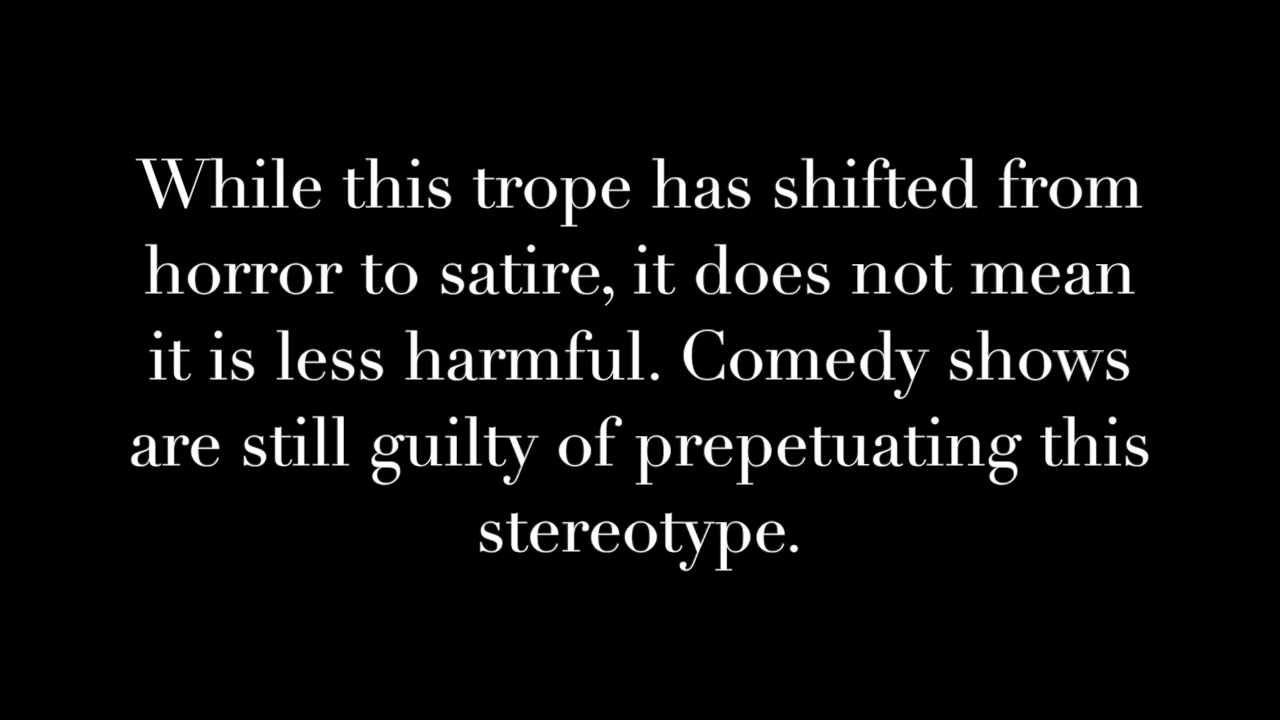 While this trope has shifted from
horror to satire, it does not mean
it is less harmful. Comedy shows
are still guilty of prepetuating this
stereotype.